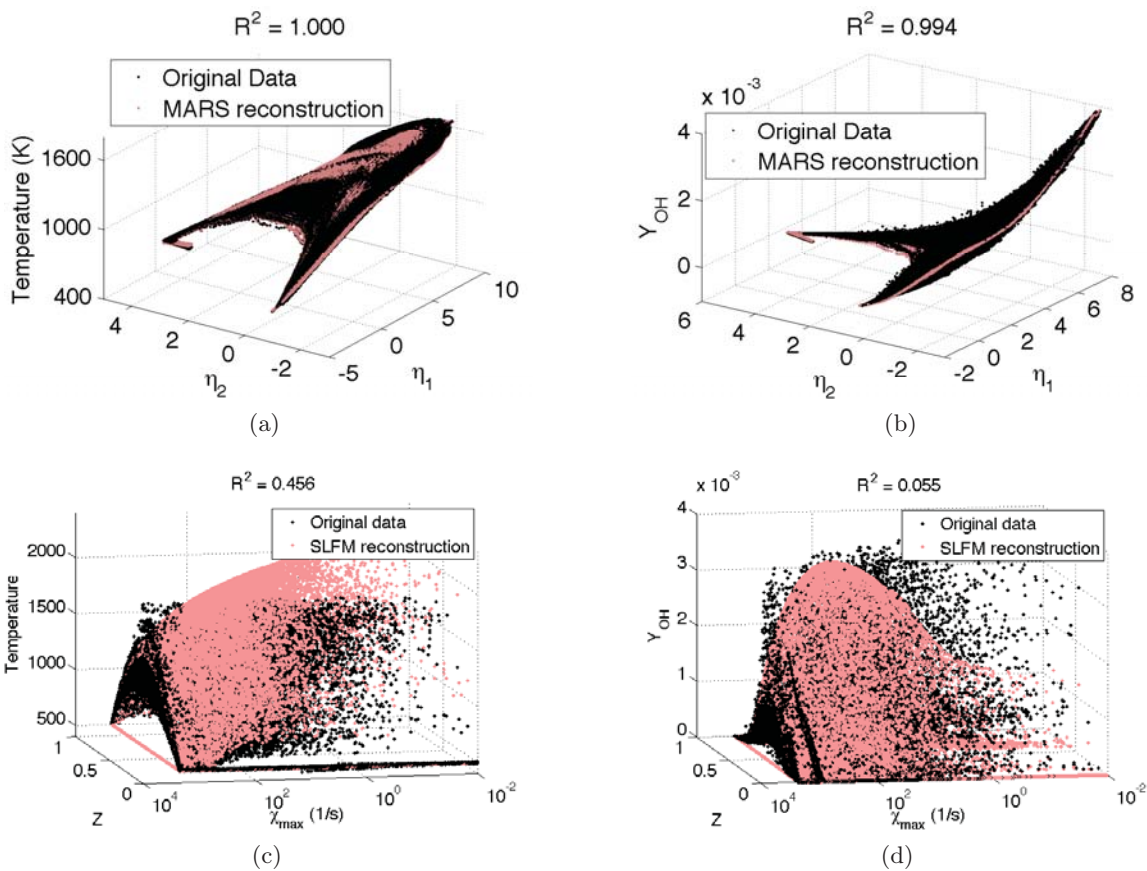 R² = 1.000
Original Data
MARS reconstruction
Temperature (K)
1600
1000
400
4
2
0
-2
η₂
-5
0
5
10
η₁
(a)
R² = 0.994
x 10⁻³
Original Data
MARS reconstruction
Y_OH
4
2
0
6
4
2
0
-2
η₂
-2
0
2
4
6
8
η₁
(b)
R² = 0.456
Original data
SLFM reconstruction
Temperature
2000
1500
1000
500
1
0.5
0
Z
10⁴
10²
10⁰
10⁻²
χ_max (1/s)
(c)
x 10⁻³
R² = 0.055
Original data
SLFM reconstruction
Y_OH
4
3
2
1
0
1
0.5
0
Z
10⁴
10²
10⁰
10⁻²
χ_max (1/s)
(d)